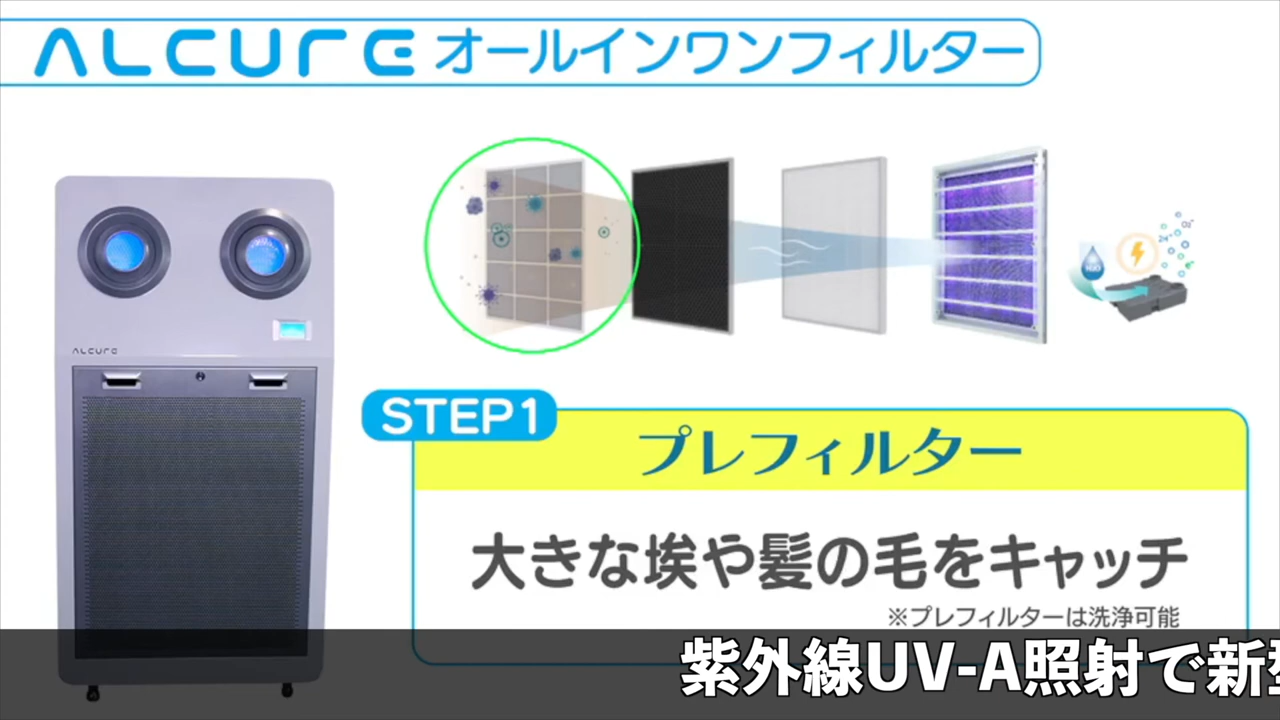 ALCURE オールインワンフィルター
H2O
24+
O2-
ALCURE
STEP1
プレフィルター
大きな埃や髪の毛をキャッチ
※プレフィルターは洗浄可能
紫外線UV-A照射で新型